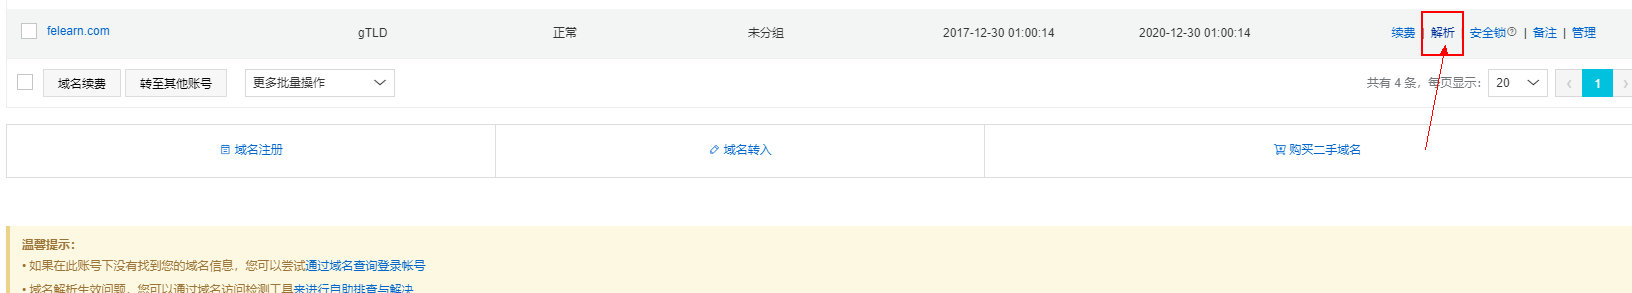 felearn.com gTLD 正常 未分组 2017-12-30 01:00:14 2020-12-30 01:00:14 续费 | 解析 | 安全锁? | 备注 | 管理
域名续费 转至其他账号 更多批量操作 共有 4 条，每页显示： 20 ‹ 1 ›
域名注册 域名转入 购买二手域名
温馨提示：
• 如果在此账号下没有找到您的域名信息，您可以尝试通过域名查询登录帐号
• 域名解析生效问题，您可以通过域名访问检测工具来进行自助排查与解决